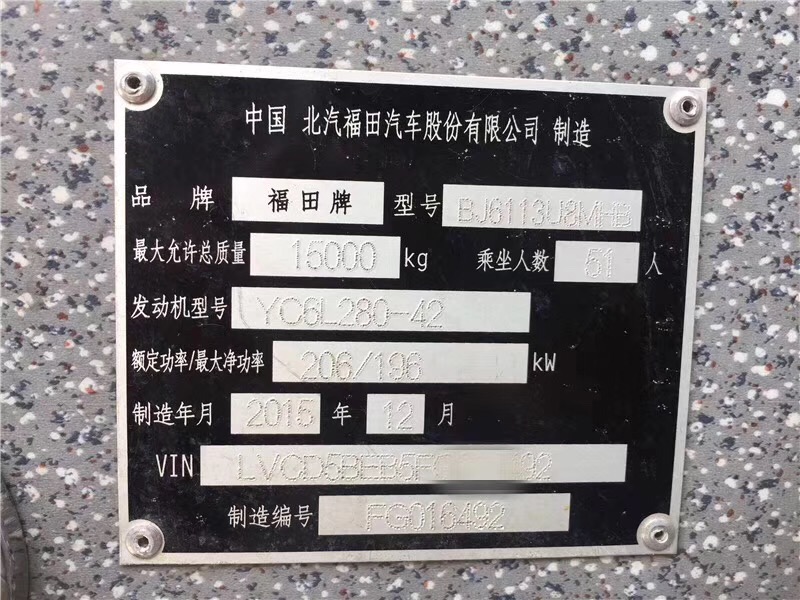 中国 北汽福田汽车股份有限公司 制造
品 牌 福田牌 型号 BJ6113U8MHB
最大允许总质量 15000 kg 乘坐人数 51 人
发动机型号 YC6L280-42
额定功率/最大净功率 206/196 kW
制造年月 2015 年 12 月
VIN
制造编号 FG016492